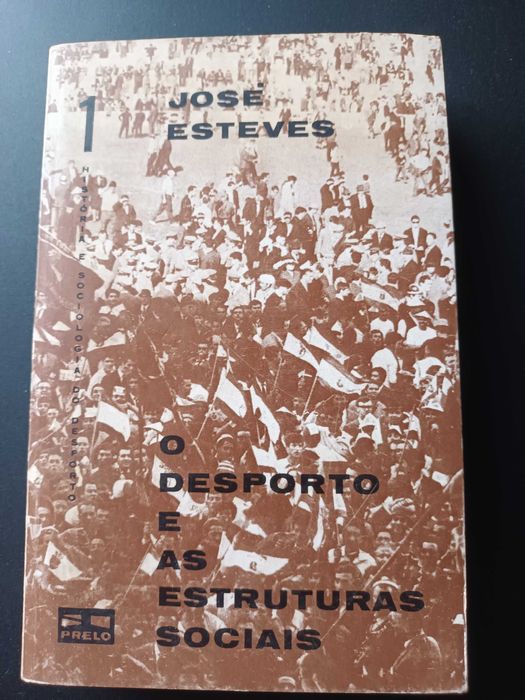 1
JOSÉ
ESTEVES
HISTÓRIA E SOCIOLOGIA DO DESPORTO
O
DESPORTO
E
AS
ESTRUTURAS
SOCIAIS
PRELO